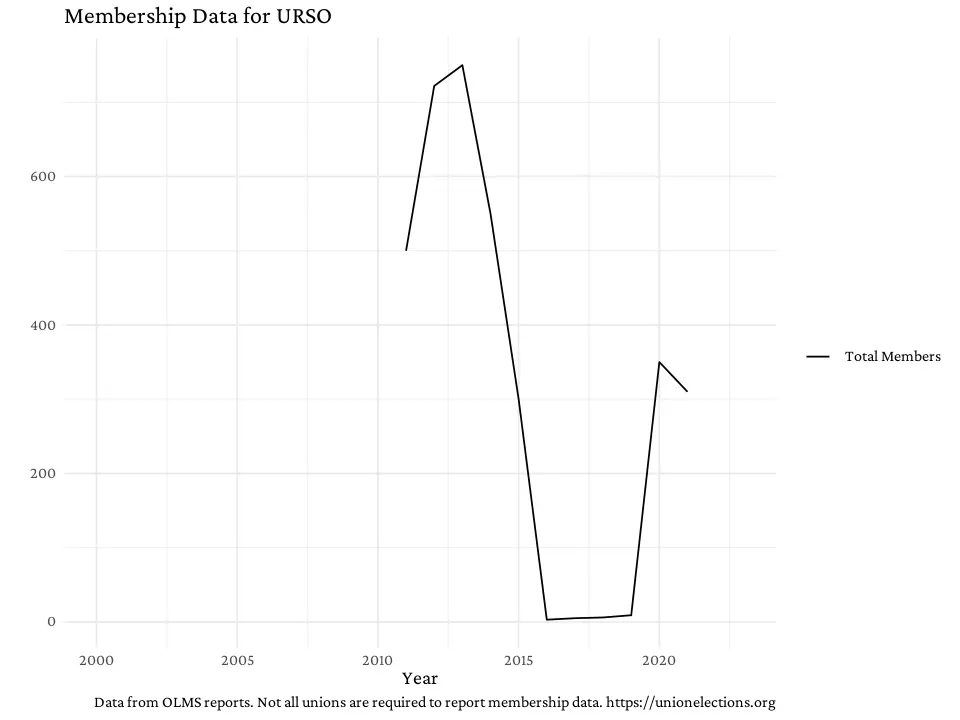 Membership Data for URSO
600
400
200
0
2000 2005 2010 2015 2020
Year
Total Members
Data from OLMS reports. Not all unions are required to report membership data. https://unionelections.org